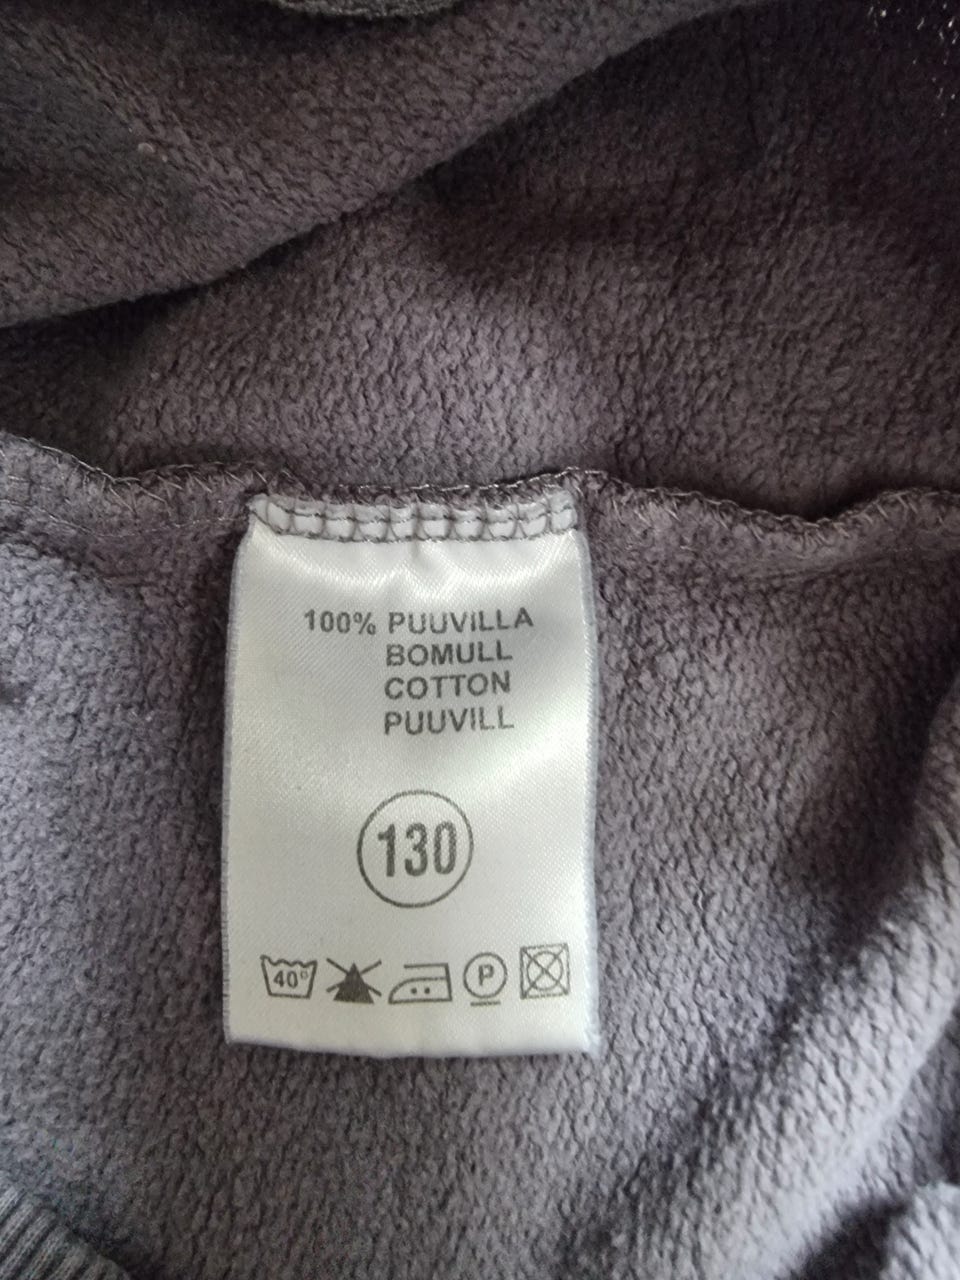 100% PUUVILLA
BOMULL
COTTON
PUUVILL
130
40° P